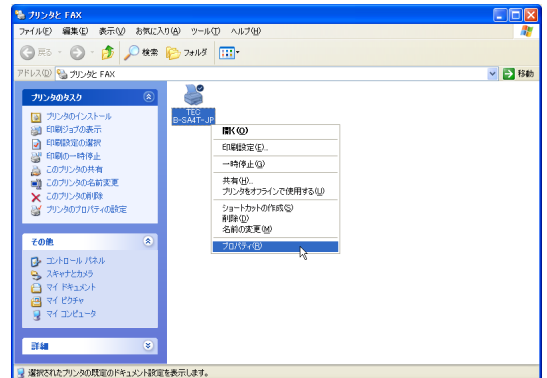 プリンタと FAX
ファイル(F) 編集(E) 表示(V) お気に入り(A) ツール(T) ヘルプ(H)
戻る 検索 フォルダ
アドレス(D) プリンタと FAX 移動
プリンタのタスク
プリンタのインストール
印刷ジョブの表示
印刷設定の選択
印刷の一時停止
このプリンタの共有
このプリンタの名前変更
このプリンタの削除
プリンタのプロパティの設定
その他
コントロール パネル
スキャナとカメラ
マイ ドキュメント
マイ ピクチャ
マイ コンピュータ
詳細
TEC
B-SA4T-JP
開く(O)
印刷設定(E)...
一時停止(G)
共有(H)...
プリンタをオフラインで使用する(U)
ショートカットの作成(S)
削除(D)
名前の変更(M)
プロパティ(R)
選択されたプリンタの既定のドキュメント設定を表示します。